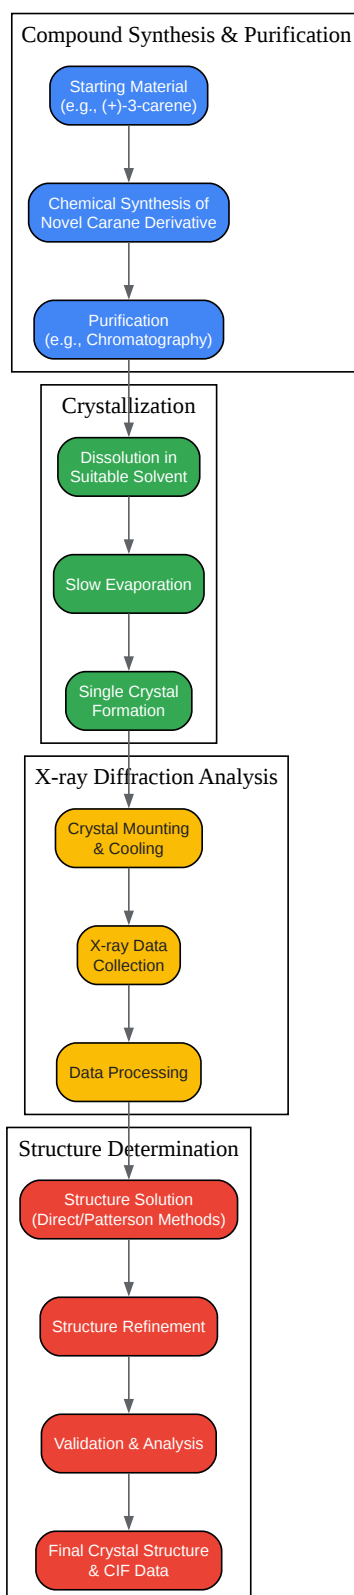 Compound Synthesis & Purification
Starting Material
(e.g., (+)-3-carene)
Chemical Synthesis of
Novel Carane Derivative
Purification
(e.g., Chromatography)
Crystallization
Dissolution in
Suitable Solvent
Slow Evaporation
Single Crystal
Formation
X-ray Diffraction Analysis
Crystal Mounting
& Cooling
X-ray Data
Collection
Data Processing
Structure Determination
Structure Solution
(Direct/Patterson Methods)
Structure Refinement
Validation & Analysis
Final Crystal Structure
& CIF Data